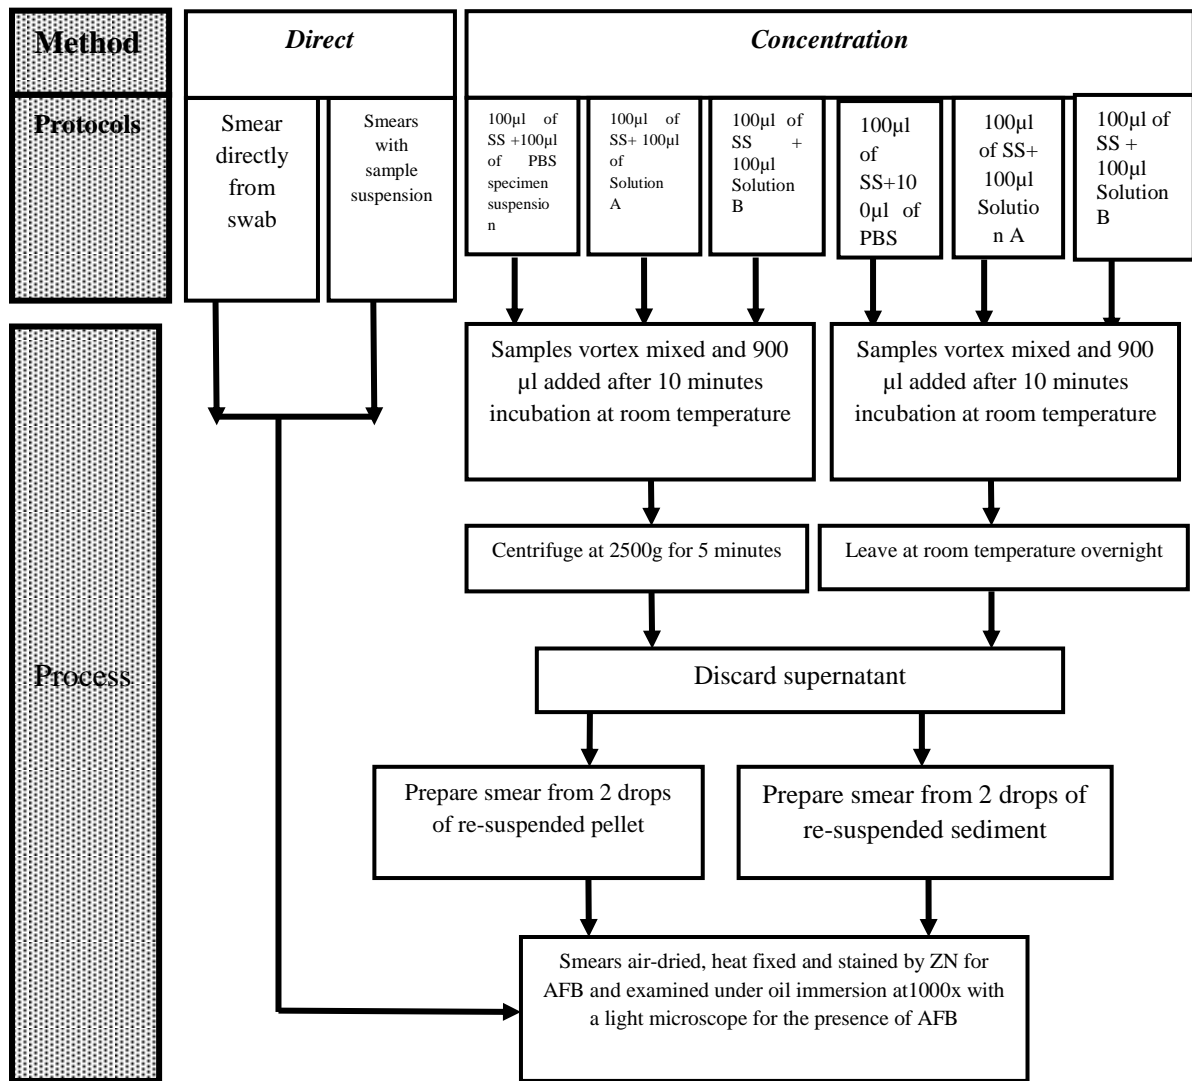 Method
Direct
Concentration
Protocols
Smear
directly
from
swab
Smears
with
sample
suspension
100µl of
SS +100µl
of PBS
specimen
suspensio
n
100µl of
SS+ 100µl
of
Solution
A
100µl of
SS +
100µl
Solution
B
100µl
of
SS+10
0µl of
PBS
100µl
of SS+
100µl
Solutio
n A
100µl of
SS +
100µl
Solution
B
Process
Samples vortex mixed and 900
µl added after 10 minutes
incubation at room temperature
Samples vortex mixed and 900
µl added after 10 minutes
incubation at room temperature
Centrifuge at 2500g for 5 minutes
Leave at room temperature overnight
Discard supernatant
Prepare smear from 2 drops
of re-suspended pellet
Prepare smear from 2 drops of
re-suspended sediment
Smears air-dried, heat fixed and stained by ZN for
AFB and examined under oil immersion at1000x with
a light microscope for the presence of AFB